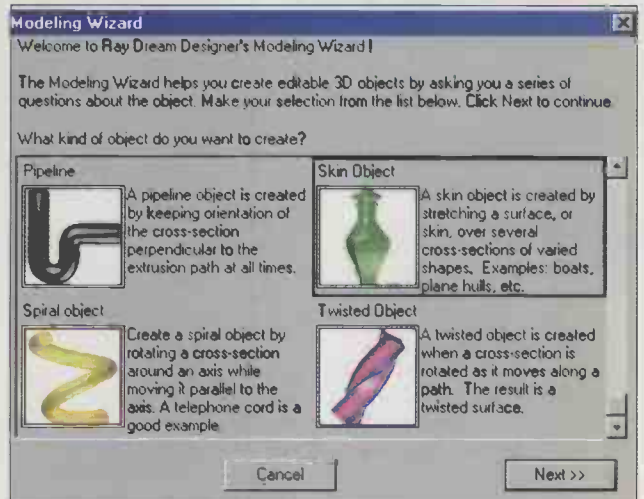 Modeling Wizard
Welcome to Ray Dream Designer's Modeling Wizard!
The Modeling Wizard helps you create editable 3D objects by asking you a series of
questions about the object. Make your selection from the list below. Click Next to continue
What kind of object do you want to create?
Pipeline
A pipeline object is created
by keeping orientation of
the cross-section
perpendicular to the
extrusion path at all times.
Skin Object
A skin object is created by
stretching a surface, or
skin, over several
cross-sections of varied
shapes. Examples: boats,
plane hulls, etc.
Spiral object
Create a spiral object by
rotating a cross-section
around an axis while
moving it parallel to the
axis. A telephone cord is a
good example
Twisted Object
A twisted object is created
when a cross-section is
rotated as it moves along a
path. The result is a
twisted surface.
Cancel
Next >>